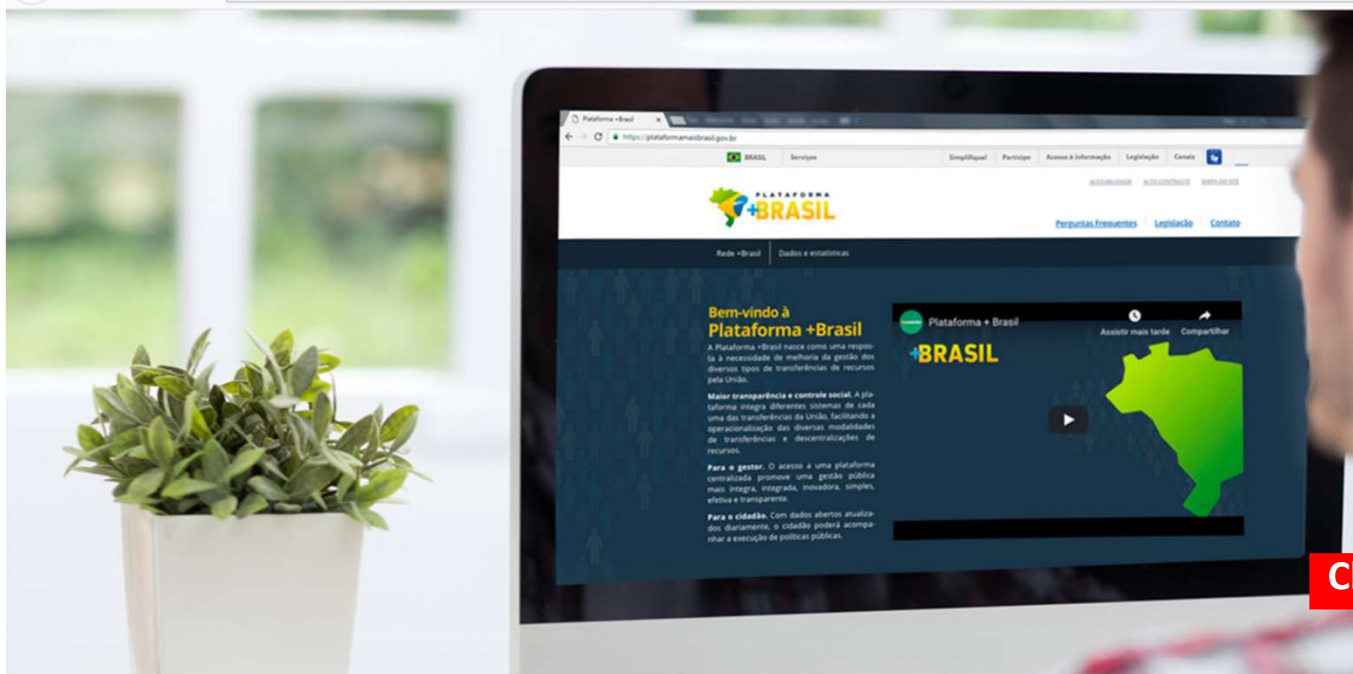 Plataforma +Brasil
https://plataformamaisbrasil.gov.br
BRASIL Serviços Simplifique! Participe Acesso à informação Legislação Canais
ACESSIBILIDADE ALTO CONTRASTE MAPA DO SITE
PLATAFORMA
+BRASIL
Perguntas Frequentes Legislação Contato
Rede +Brasil Dados e estatísticas
Bem-vindo à
Plataforma +Brasil
A Plataforma +Brasil nasce como uma respos-
ta à necessidade de melhoria da gestão dos
diversos tipos de transferências de recursos
pela União.
Maior transparência e controle social. A pla-
taforma integra diferentes sistemas de cada
uma das transferências da União, facilitando a
operacionalização das diversas modalidades
de transferências e descentralizações de
recursos.
Para o gestor. O acesso a uma plataforma
centralizada promove uma gestão pública
mais íntegra, integrada, inovadora, simples,
efetiva e transparente.
Para o cidadão. Com dados abertos atualiza-
dos diariamente, o cidadão poderá acompa-
nhar a execução de políticas públicas.
Plataforma + Brasil
Assistir mais tarde Compartilhar
+BRASIL